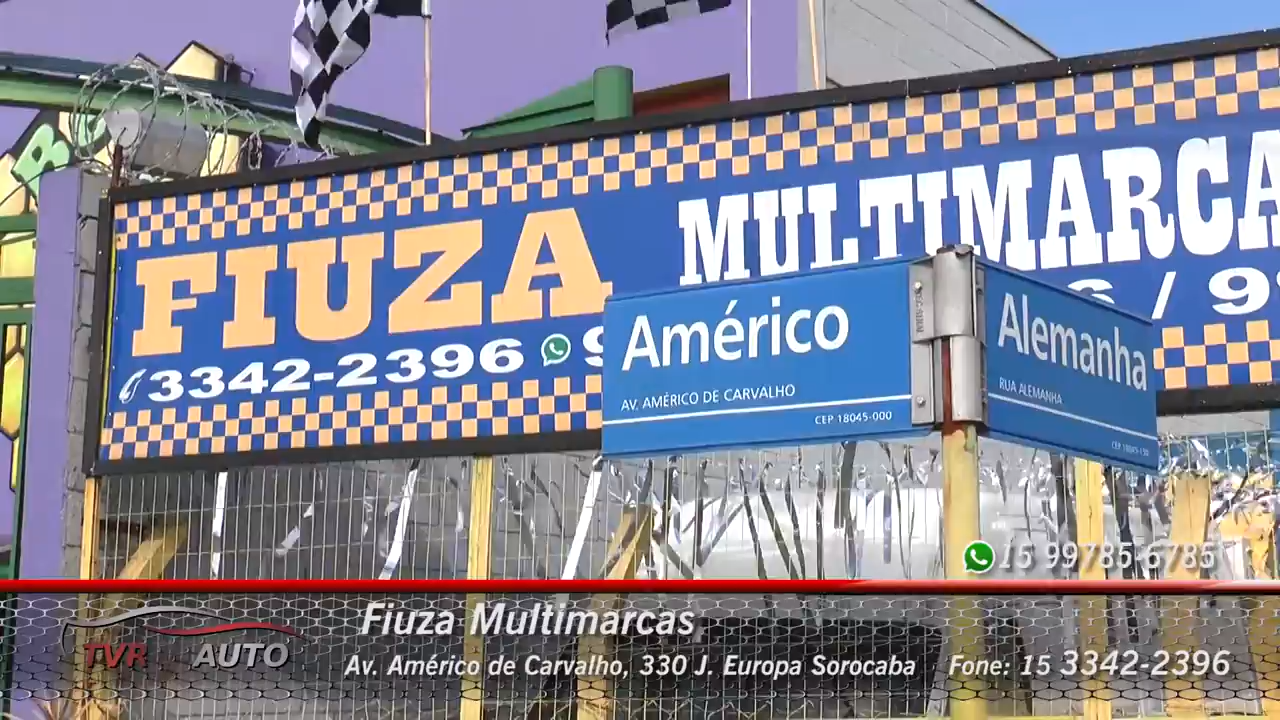 FIUZA MULTIMARCA
3342-2396
/ 9
Américo
AV. AMÉRICO DE CARVALHO
CEP 18045-000
Alemanha
RUA ALEMANHA
15 99785-6785
Fiuza Multimarcas
TVR AUTO
Av. Américo de Carvalho, 330 J. Europa Sorocaba Fone: 15 3342-2396